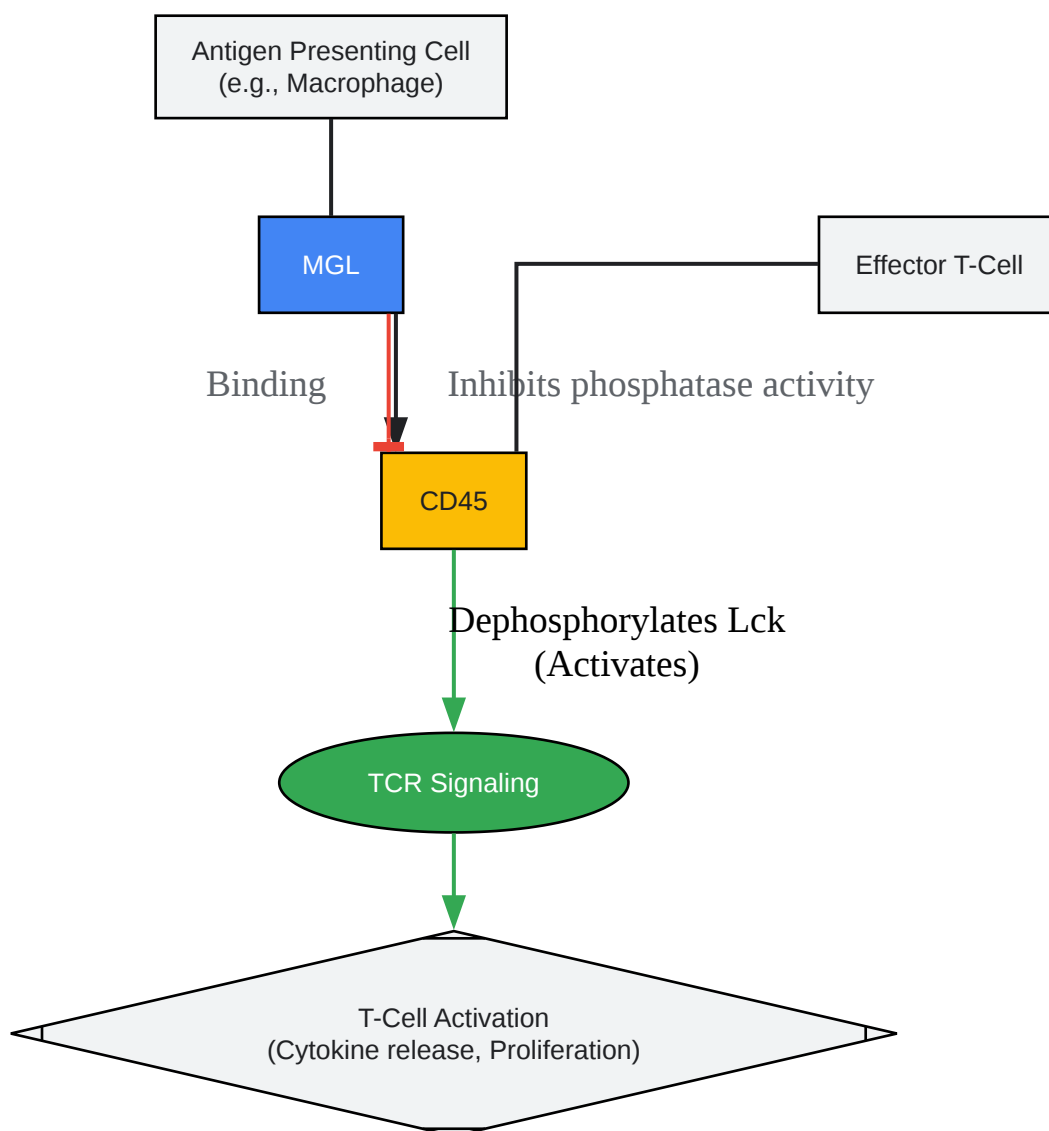 Antigen Presenting Cell
(e.g., Macrophage)
MGL
Effector T-Cell
Binding
Inhibits phosphatase activity
CD45
Dephosphorylates Lck
(Activates)
TCR Signaling
T-Cell Activation
(Cytokine release, Proliferation)